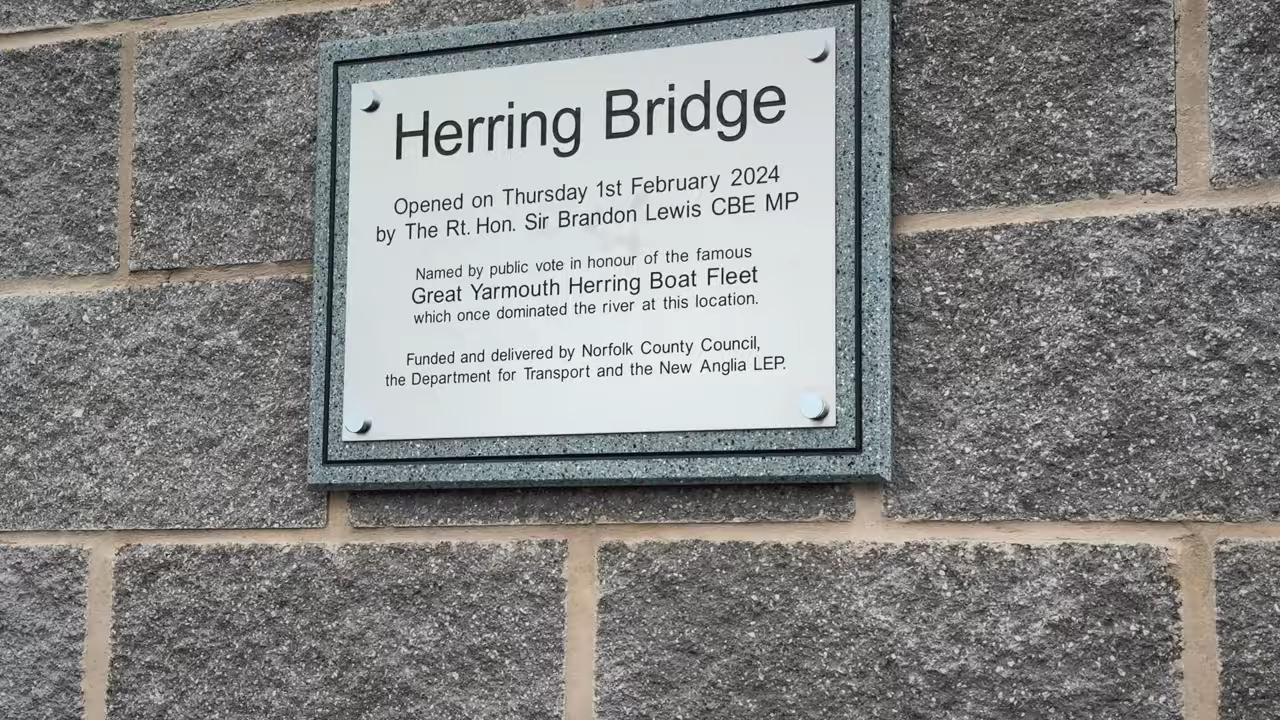 Herring Bridge
Opened on Thursday 1st February 2024
by The Rt. Hon. Sir Brandon Lewis CBE MP
Named by public vote in honour of the famous
Great Yarmouth Herring Boat Fleet
which once dominated the river at this location.
Funded and delivered by Norfolk County Council,
the Department for Transport and the New Anglia LEP.